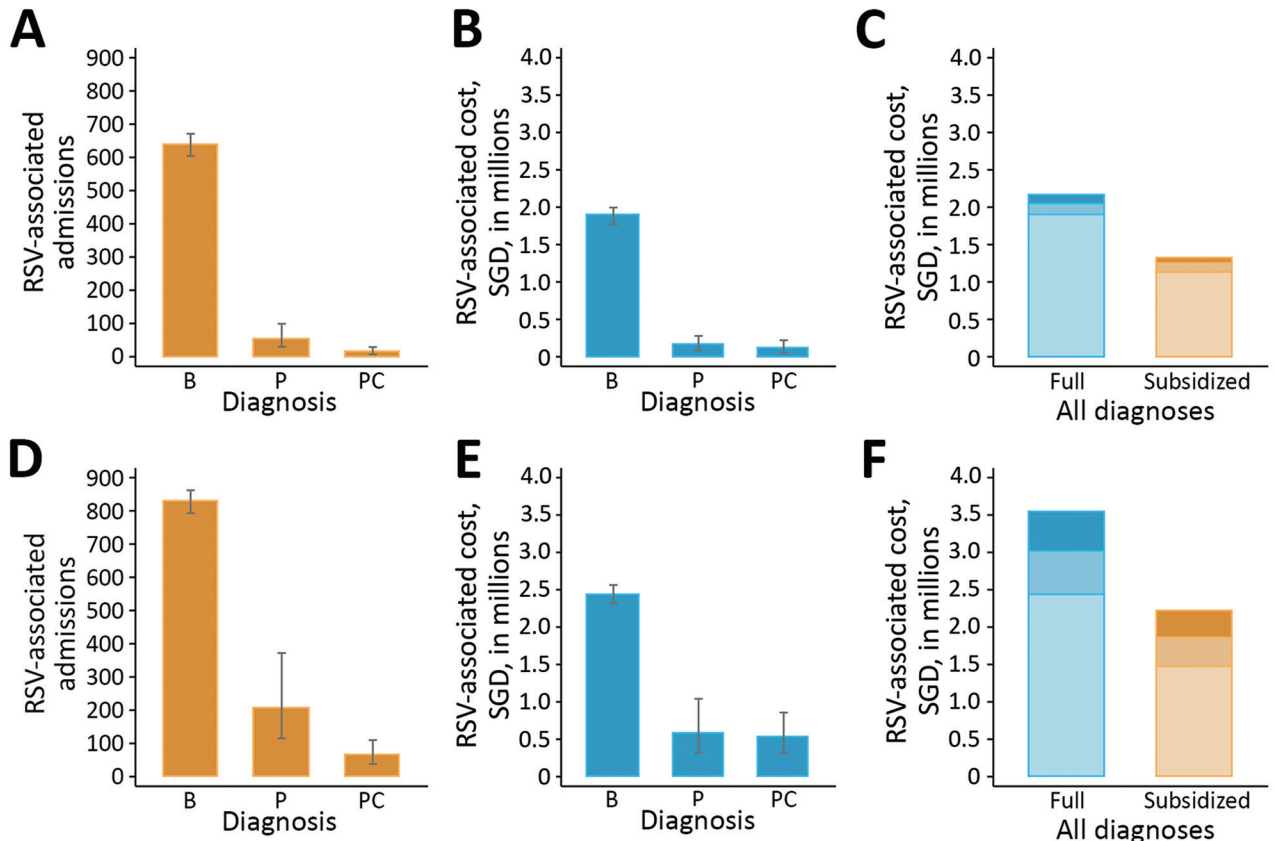 A
RSV-associated
admissions
900
800
700
600
500
400
300
200
100
0
B
P
PC
Diagnosis
B
RSV-associated cost,
SGD, in millions
4.0
3.5
3.0
2.5
2.0
1.5
1.0
0.5
0
B
P
PC
Diagnosis
C
RSV-associated cost,
SGD, in millions
4.0
3.5
3.0
2.5
2.0
1.5
1.0
0.5
0
Full
Subsidized
All diagnoses
D
RSV-associated
admissions
900
800
700
600
500
400
300
200
100
0
B
P
PC
Diagnosis
E
RSV-associated cost,
SGD, in millions
4.0
3.5
3.0
2.5
2.0
1.5
1.0
0.5
0
B
P
PC
Diagnosis
F
RSV-associated cost,
SGD, in millions
4.0
3.5
3.0
2.5
2.0
1.5
1.0
0.5
0
Full
Subsidized
All diagnoses